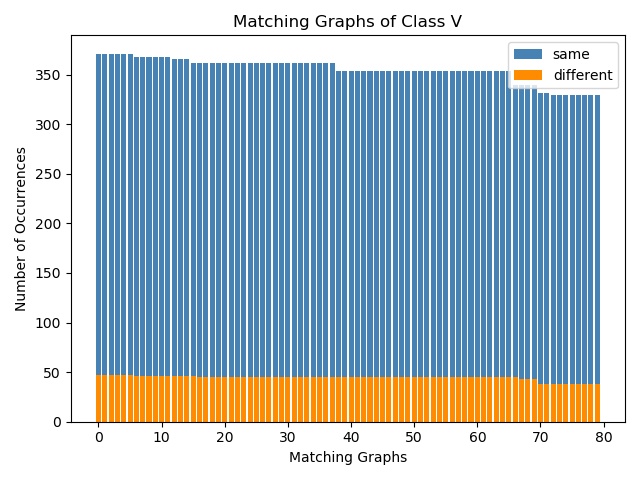 Matching Graphs of Class V
same
different
Number of Occurrences
350
300
250
200
150
100
50
0
0 10 20 30 40 50 60 70 80
Matching Graphs